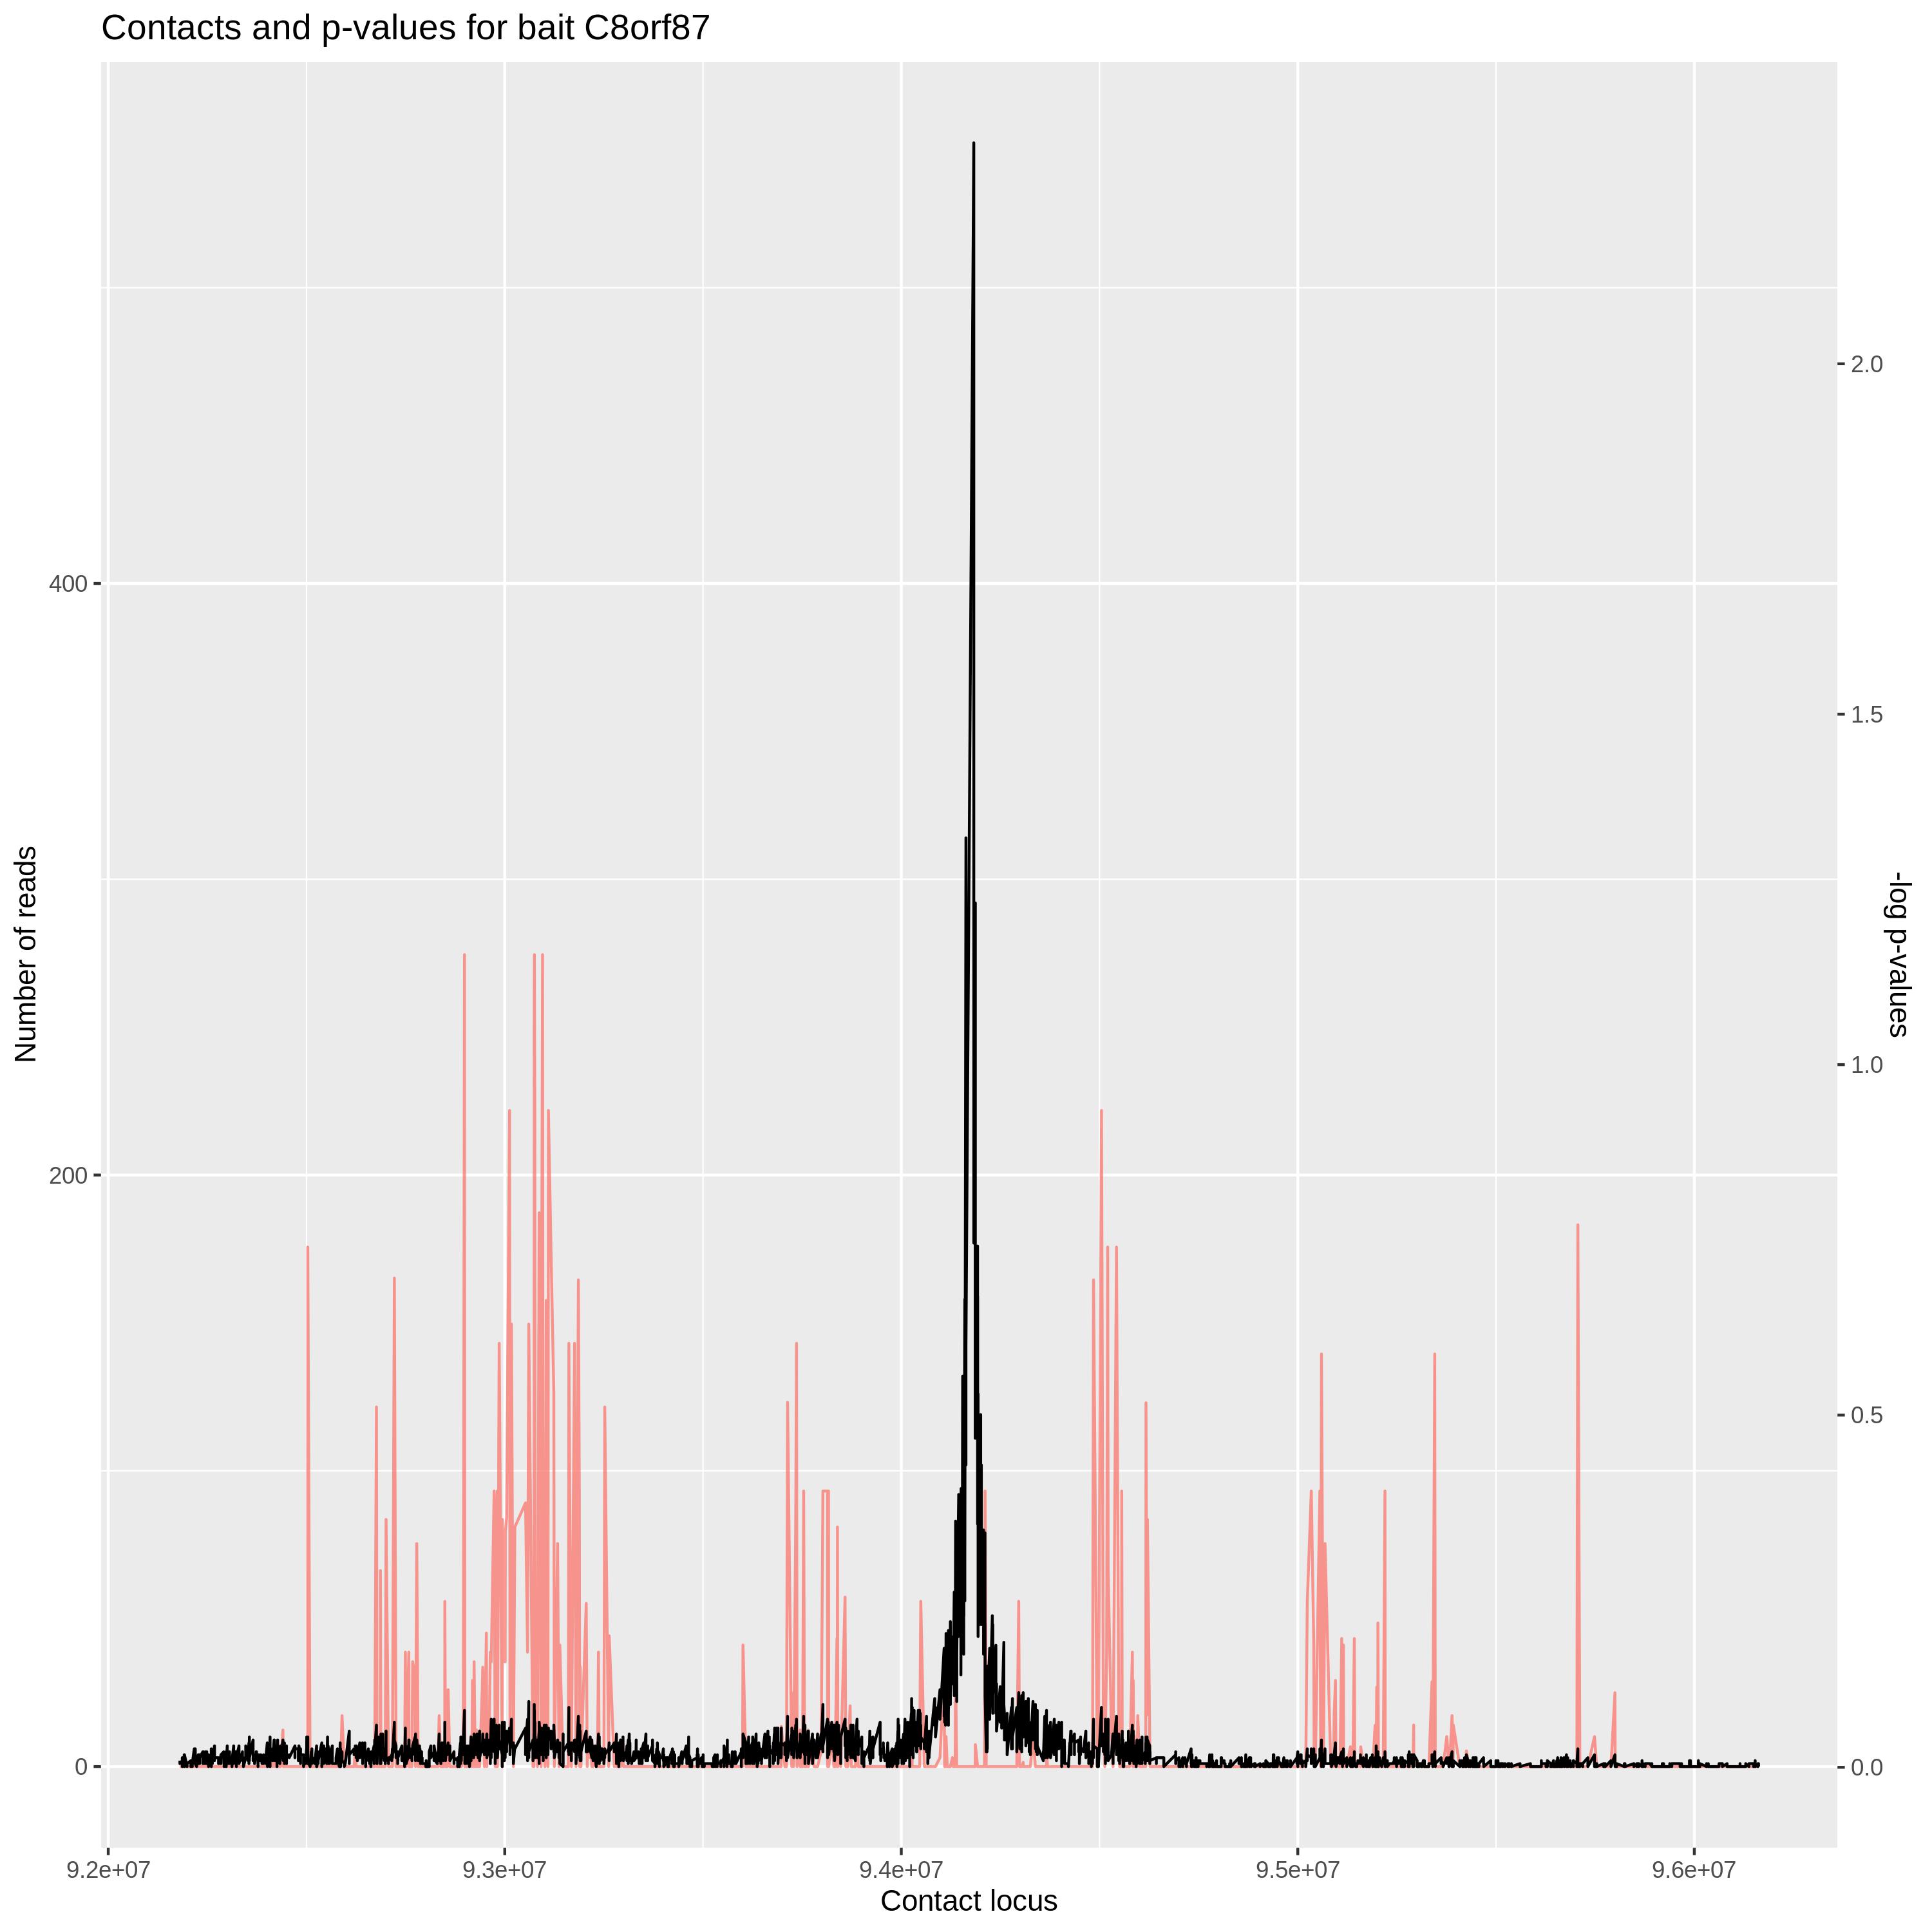 Contacts and p-values for bait C8orf87
Number of reads
400
200
0
2.0
1.5
1.0
0.5
0.0
-log p-values
9.2e+07 9.3e+07 9.4e+07 9.5e+07 9.6e+07
Contact locus